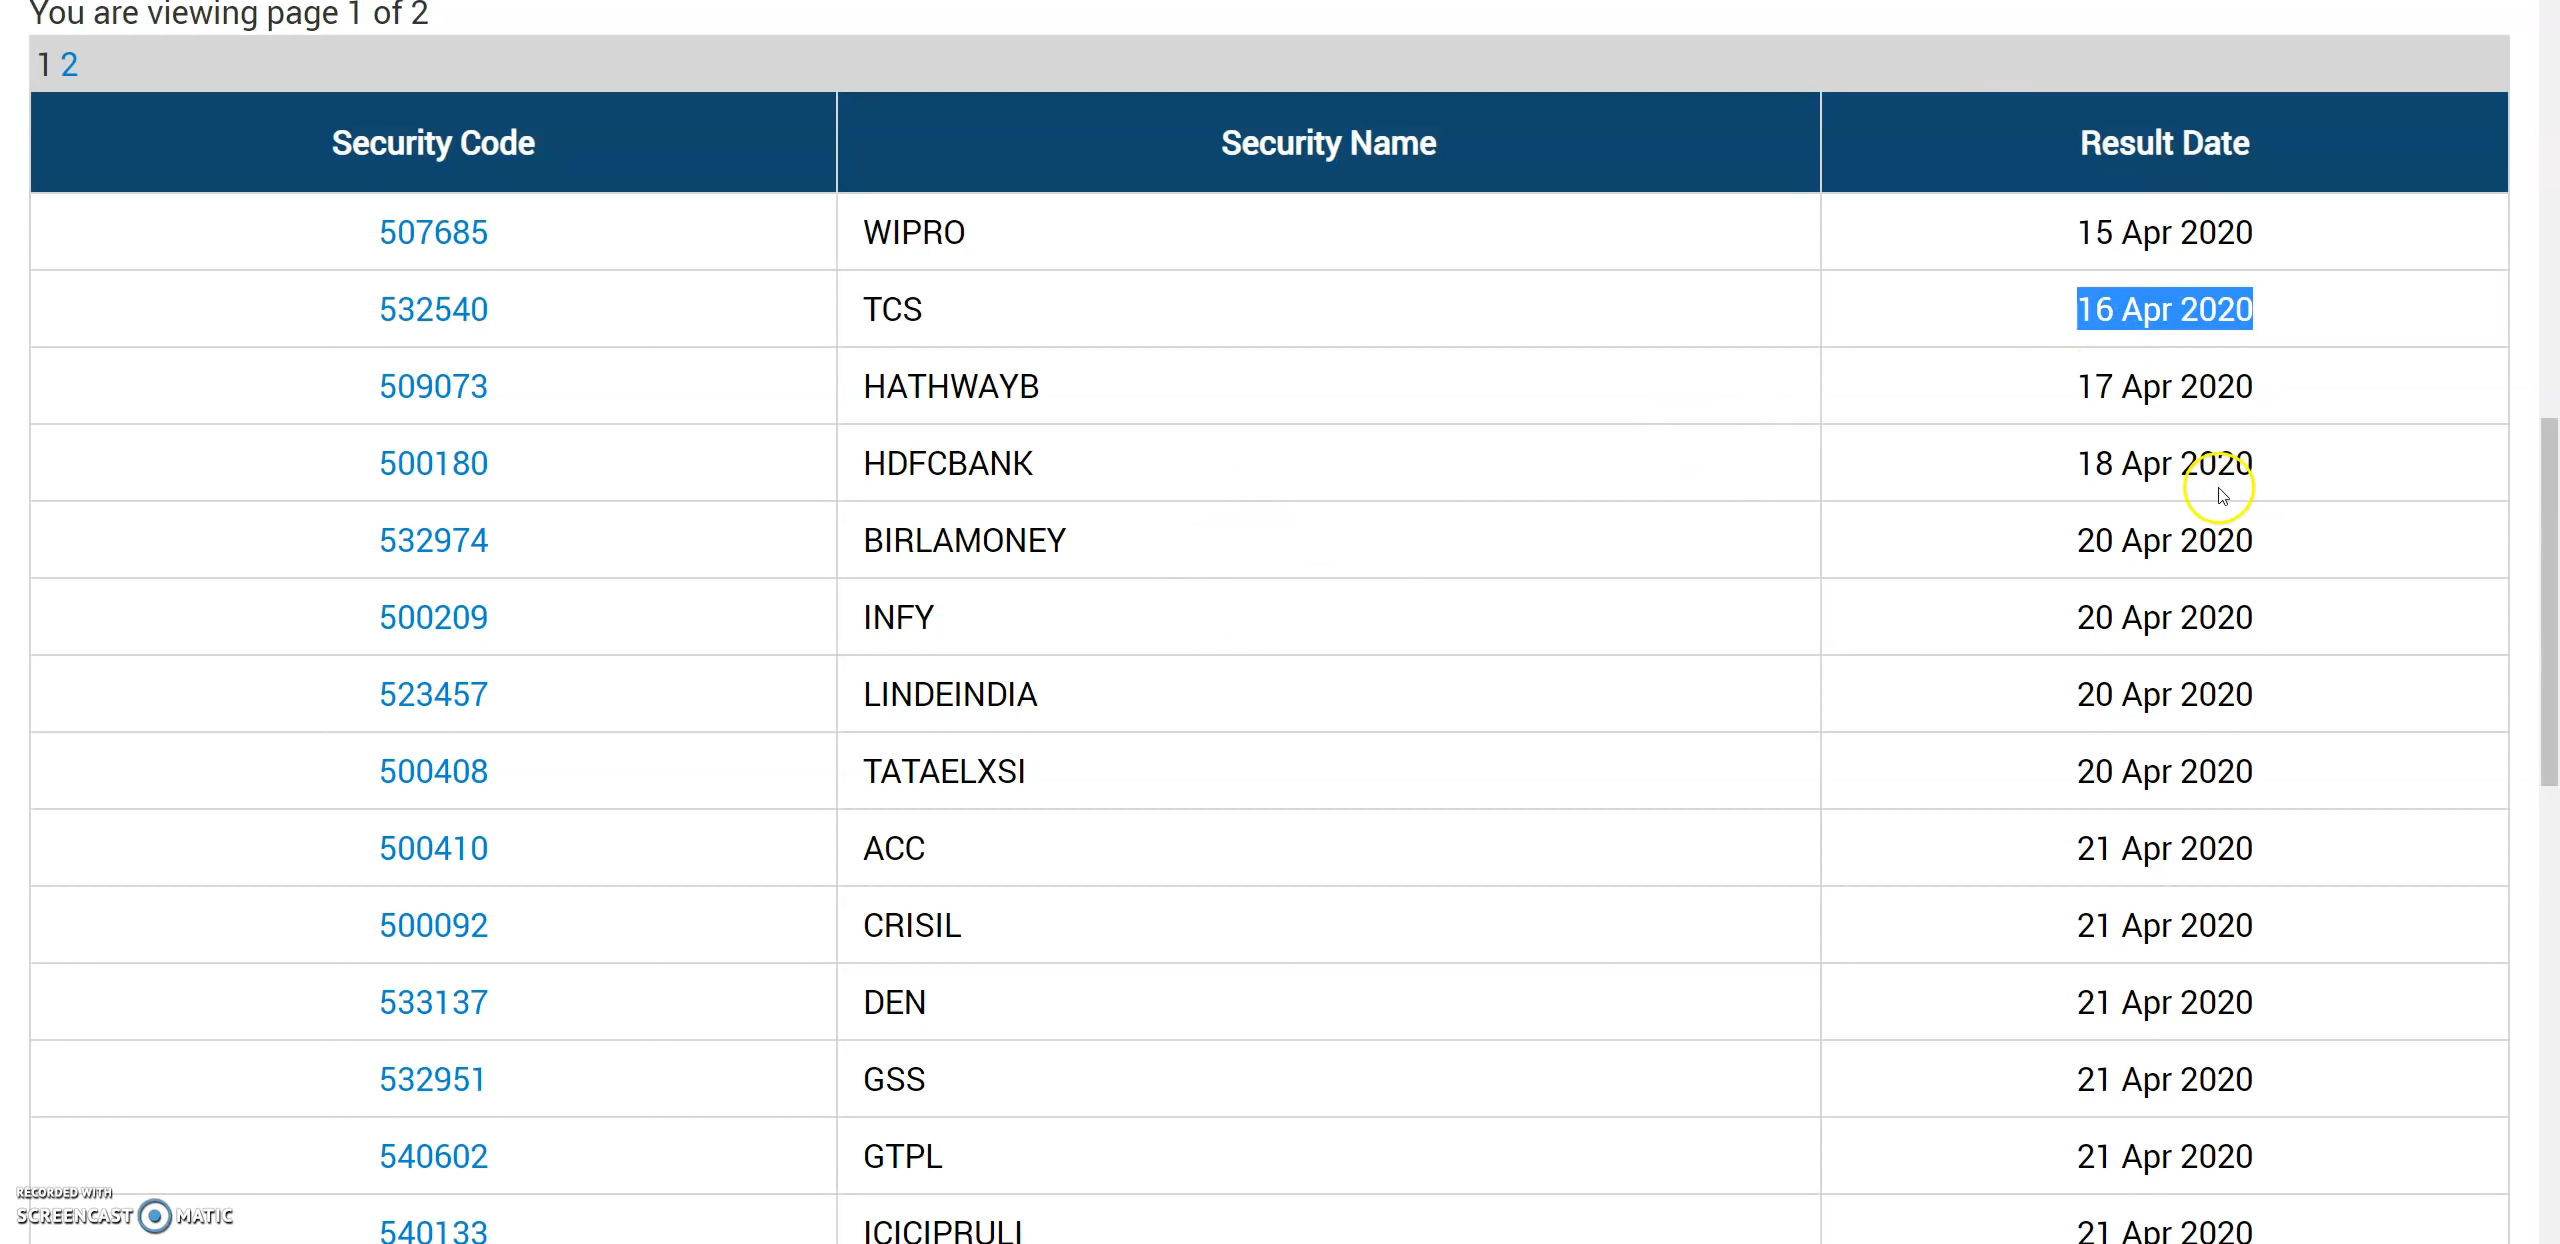 You are viewing page 1 of 2
1 2
Security Code Security Name Result Date
507685 WIPRO 15 Apr 2020
532540 TCS 16 Apr 2020
509073 HATHWAYB 17 Apr 2020
500180 HDFCBANK 18 Apr 2020
532974 BIRLAMONEY 20 Apr 2020
500209 INFY 20 Apr 2020
523457 LINDEINDIA 20 Apr 2020
500408 TATAELXSI 20 Apr 2020
500410 ACC 21 Apr 2020
500092 CRISIL 21 Apr 2020
533137 DEN 21 Apr 2020
532951 GSS 21 Apr 2020
540602 GTPL 21 Apr 2020
540133 ICICIPRULI 21 Apr 2020
RECORDED WITH
SCREENCAST MATIC